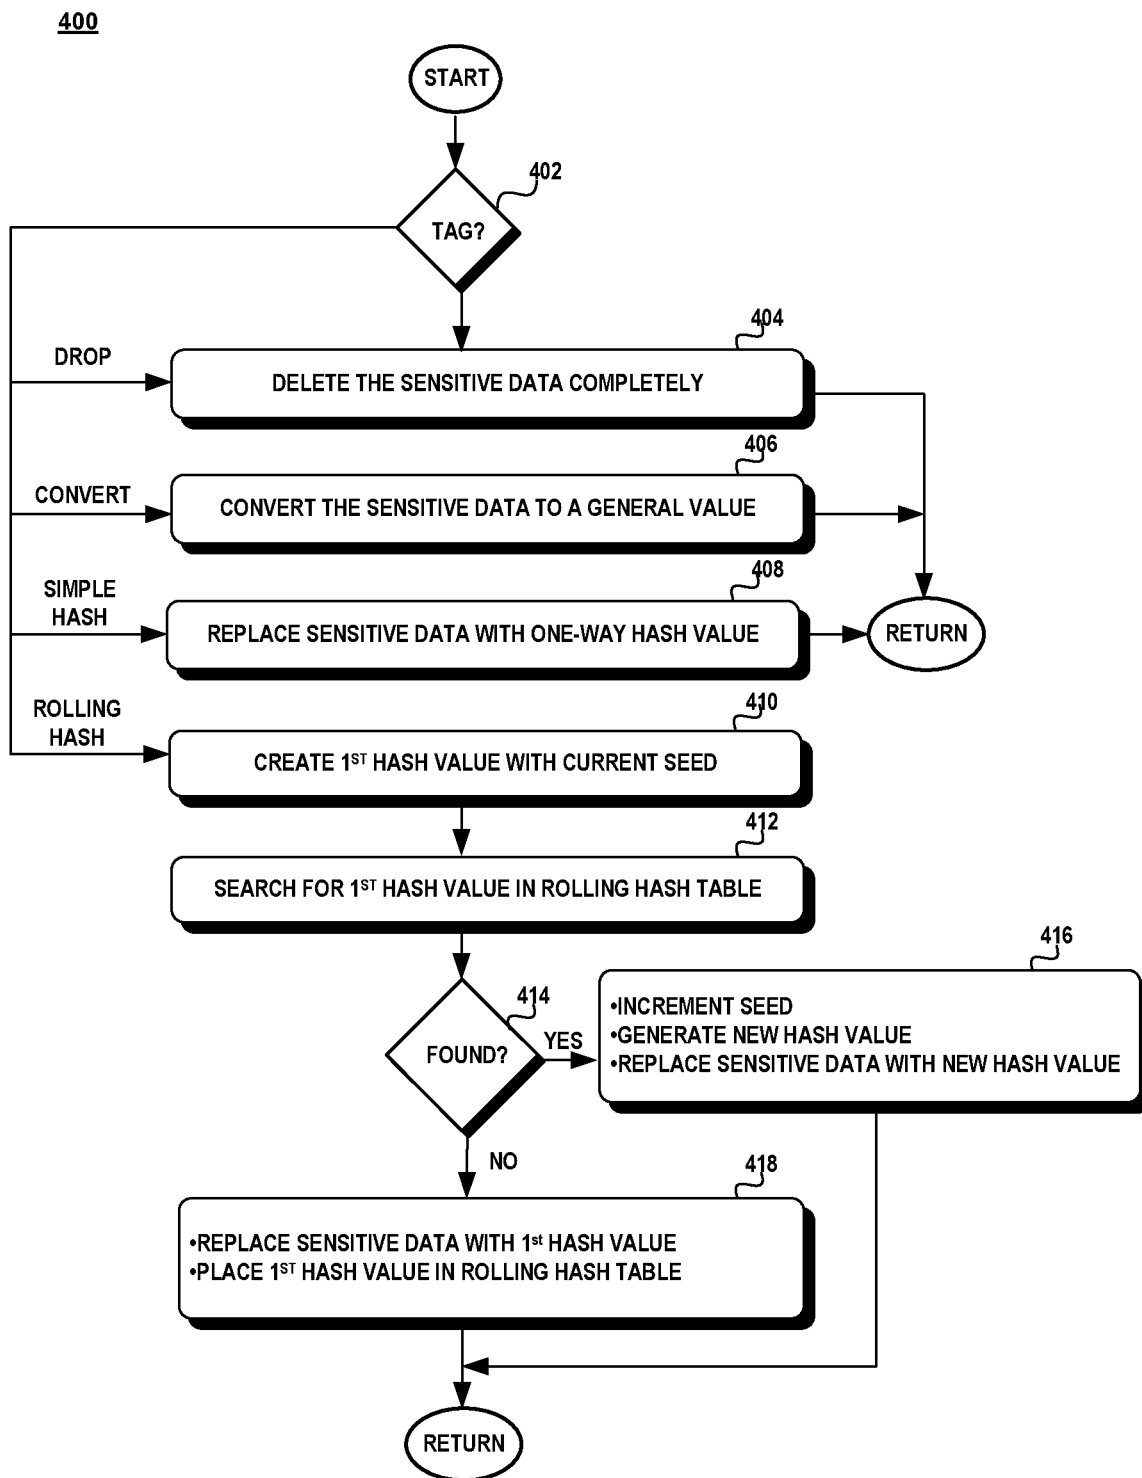 400
START
402
TAG?
404
DROP
DELETE THE SENSITIVE DATA COMPLETELY
406
CONVERT
CONVERT THE SENSITIVE DATA TO A GENERAL VALUE
408
SIMPLE
HASH
REPLACE SENSITIVE DATA WITH ONE-WAY HASH VALUE
RETURN
410
ROLLING
HASH
CREATE 1ST HASH VALUE WITH CURRENT SEED
412
SEARCH FOR 1ST HASH VALUE IN ROLLING HASH TABLE
414
FOUND?
YES
416
•INCREMENT SEED
•GENERATE NEW HASH VALUE
•REPLACE SENSITIVE DATA WITH NEW HASH VALUE
NO
418
•REPLACE SENSITIVE DATA WITH 1st HASH VALUE
•PLACE 1ST HASH VALUE IN ROLLING HASH TABLE
RETURN